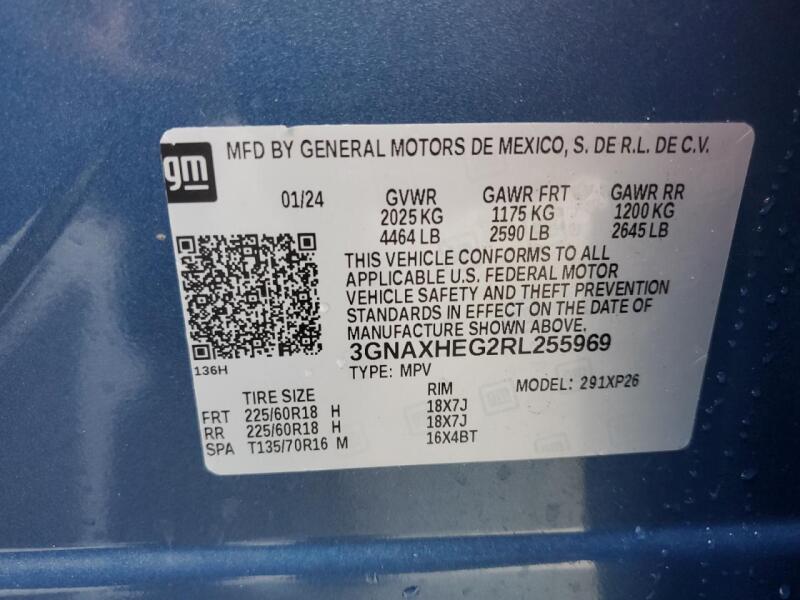 gm
MFD BY GENERAL MOTORS DE MEXICO, S. DE R.L. DE C.V.
01/24 GVWR GAWR FRT GAWR RR
2025 KG 1175 KG 1200 KG
4464 LB 2590 LB 2645 LB
THIS VEHICLE CONFORMS TO ALL
APPLICABLE U.S. FEDERAL MOTOR
VEHICLE SAFETY AND THEFT PREVENTION
STANDARDS IN EFFECT ON THE DATE OF
MANUFACTURE SHOWN ABOVE.
3GNAXHEG2RL255969
136H
TYPE: MPV MODEL: 291XP26
TIRE SIZE RIM
FRT 225/60R18 H 18X7J
RR 225/60R18 H 18X7J
SPA T135/70R16 M 16X4BT